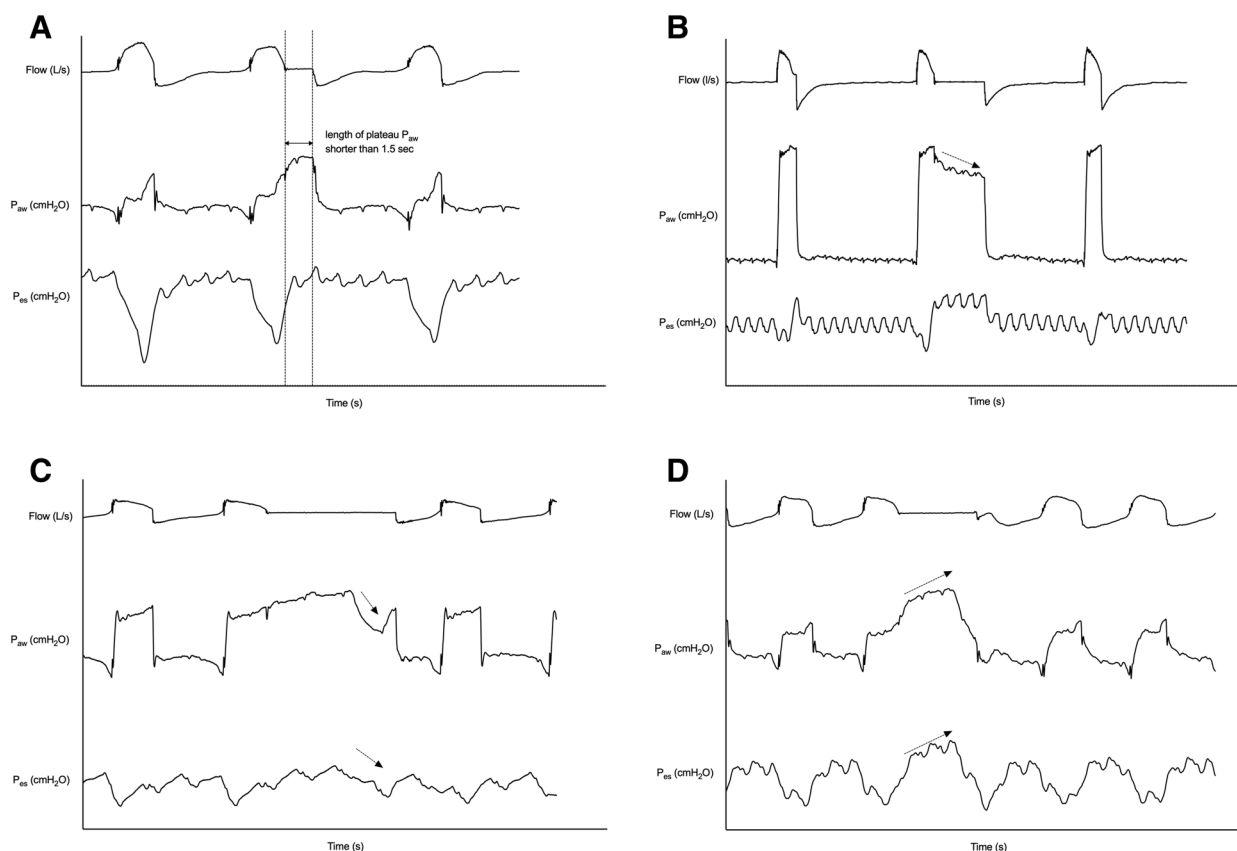 A
Flow (L/s)
length of plateau Paw
shorter than 1.5 sec
Paw (cmH2O)
Pes (cmH2O)
Time (s)
B
Flow (l/s)
Paw (cmH2O)
Pes (cmH2O)
Time (s)
C
Flow (L/s)
Paw (cmH2O)
Pes (cmH2O)
Time (s)
D
Flow (L/s)
Paw (cmH2O)
Pes (cmH2O)
Time (s)